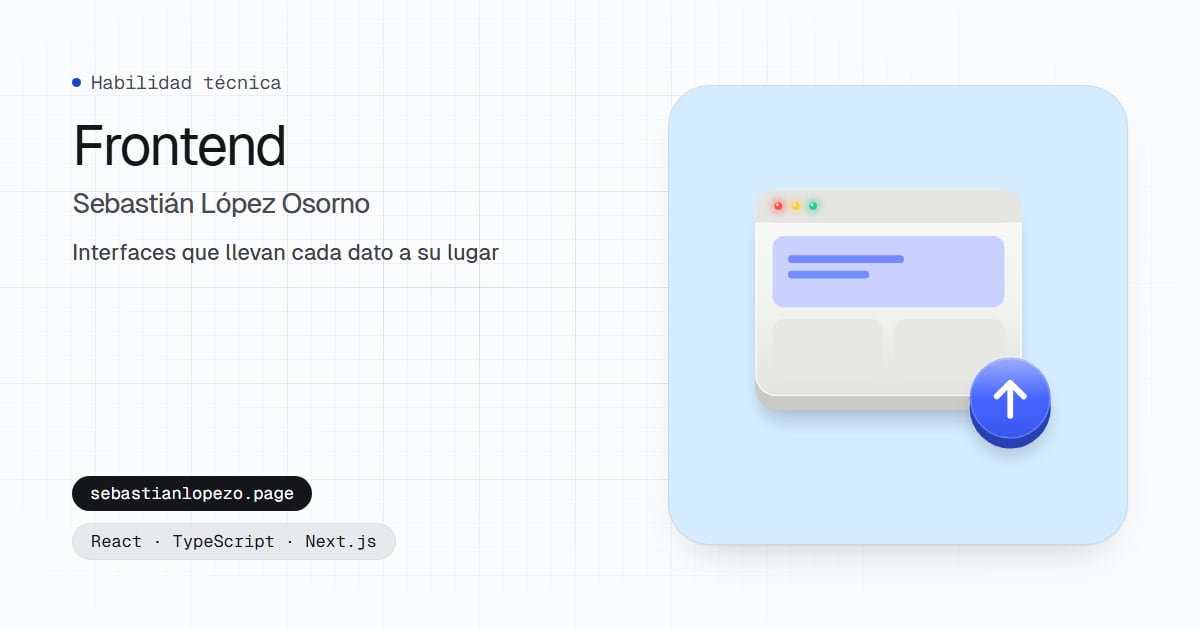 Habilidad técnica
Frontend
Sebastián López Osorno
Interfaces que llevan cada dato a su lugar
sebastianlopezo.page
React · TypeScript · Next.js